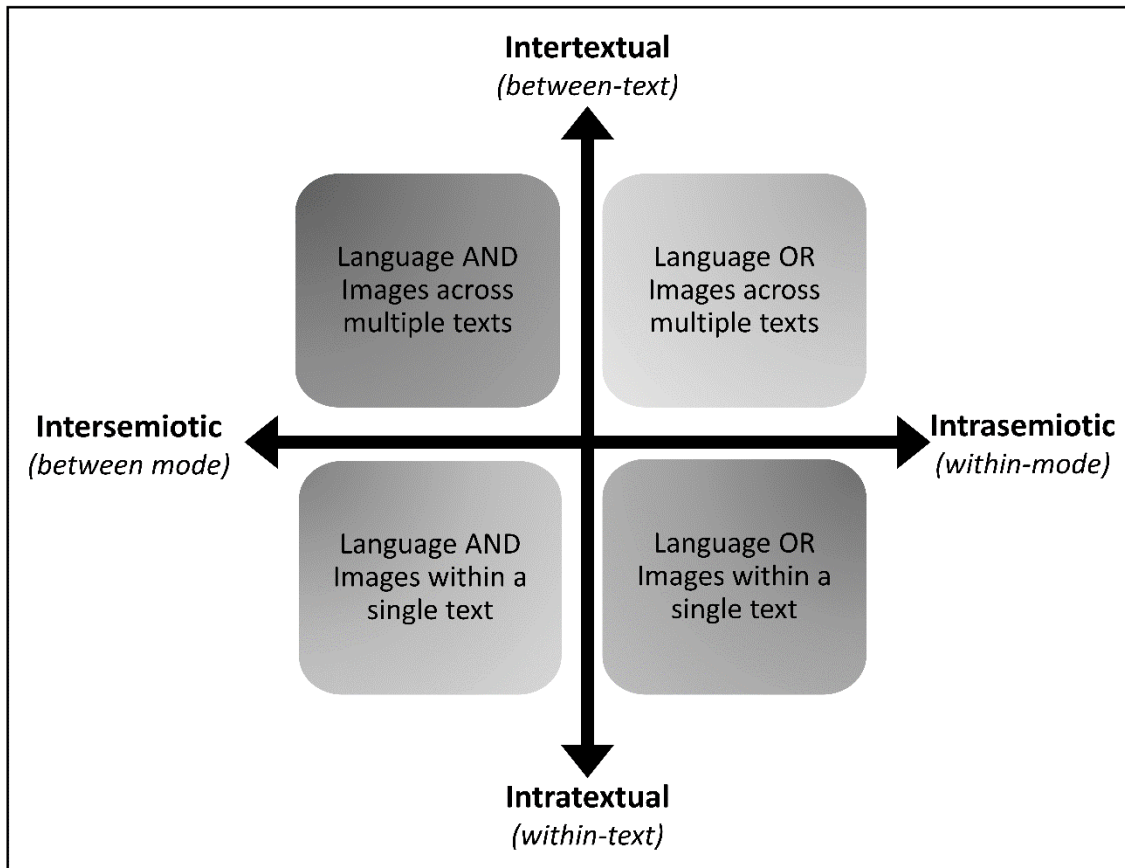 Intertextual
(between-text)
Language AND
Images across
multiple texts
Language OR
Images across
multiple texts
Intersemiotic
(between mode)
Intrasemiotic
(within-mode)
Language AND
Images within a
single text
Language OR
Images within a
single text
Intratextual
(within-text)